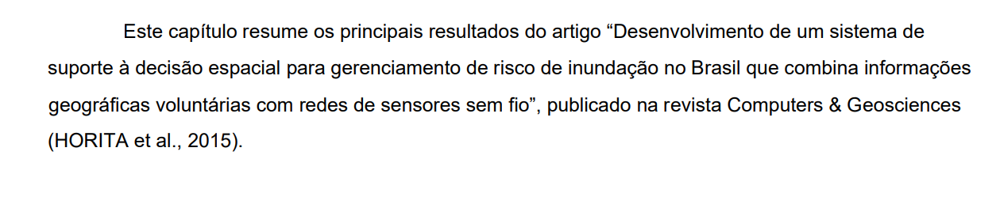 Este capítulo resume os principais resultados do artigo “Desenvolvimento de um sistema de
suporte à decisão espacial para gerenciamento de risco de inundação no Brasil que combina informações
geográficas voluntárias com redes de sensores sem fio”, publicado na revista Computers & Geosciences
(HORITA et al., 2015).